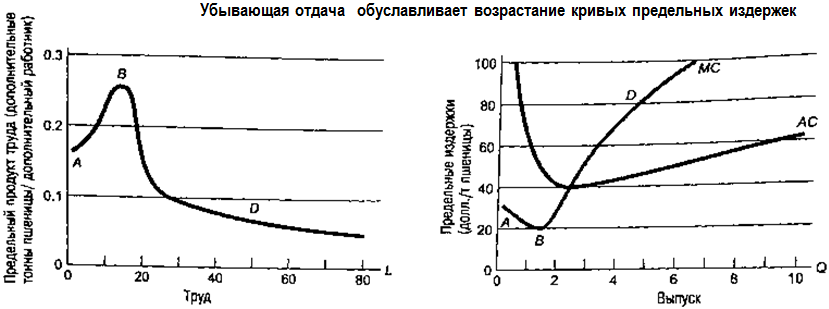 Убывающая отдача обуславливает возрастание кривых предельных издержек
Предельный продукт труда (дополнительные
тонны пшеницы/ дополнительный работник)
0.3
0.2
0.1
0
A
B
D
0
20
40
60
80
L
Труд
Предельные издержки
(долл./т пшеницы)
100
80
60
40
20
0
A
B
D
MC
AC
0
2
4
6
8
10
Q
Выпуск